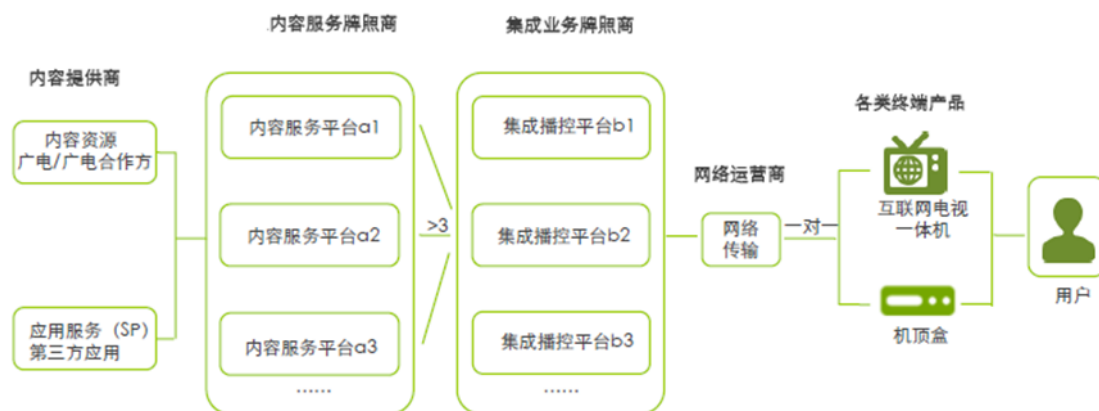 内容服务牌照商
集成业务牌照商
内容提供商
各类终端产品
网络运营商
内容资源
广电/广电合作方
应用服务（SP）
第三方应用
内容服务平台a1
内容服务平台a2
内容服务平台a3
......
>3
集成播控平台b1
集成播控平台b2
集成播控平台b3
......
网络
传输
一对一
互联网电视
一体机
机顶盒
用户